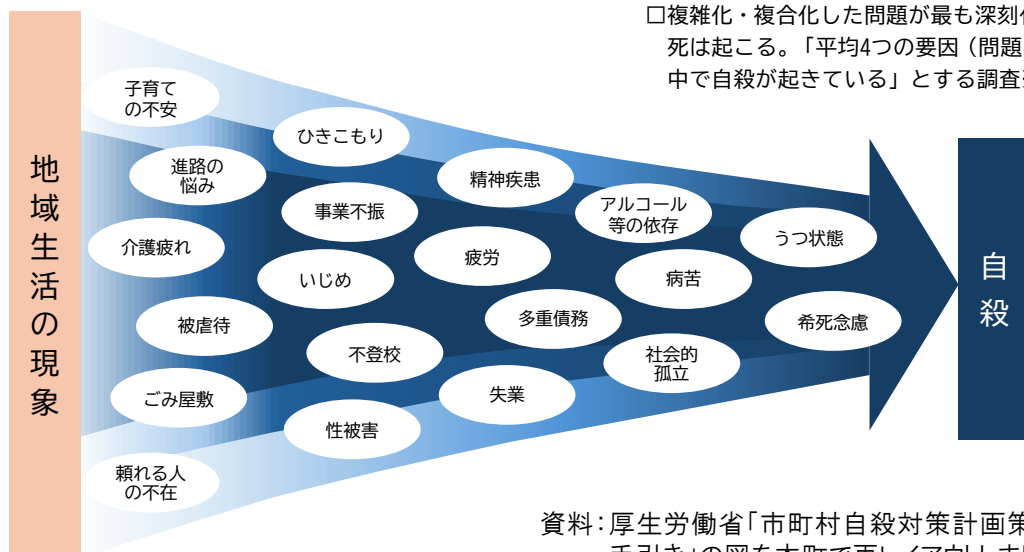 □複雑化・複合化した問題が最も深刻
死は起こる。「平均4つの要因（問題
中で自殺が起きている」とする調査
地域生活の現象
子育て
の不安
ひきこもり
進路の
悩み
精神疾患
事業不振
アルコール
等の依存
介護疲れ
うつ状態
疲労
いじめ
病苦
被虐待
多重債務
希死念慮
不登校
社会的
孤立
ごみ屋敷
失業
性被害
頼れる人
の不在
自殺
資料：厚生労働省「市町村自殺対策計画策